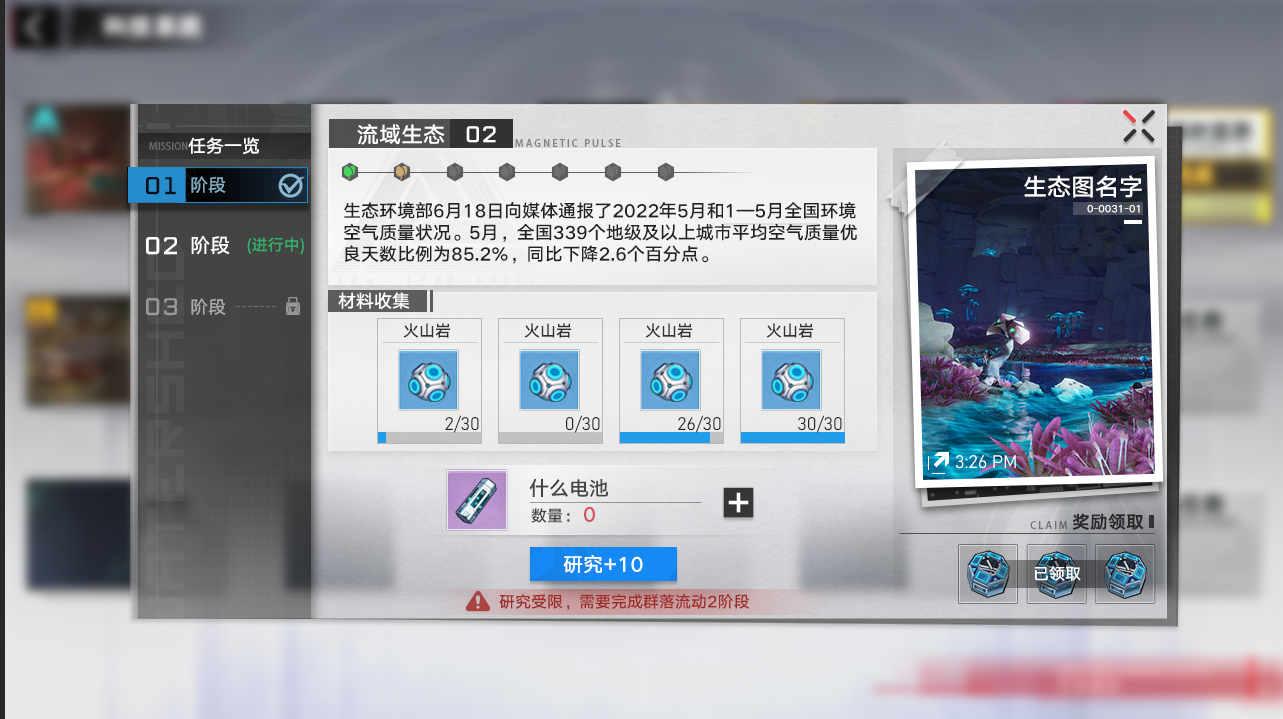 MISSION 任务一览
01 阶段
02 阶段 (进行中)
03 阶段
流域生态 02 MAGNETIC PULSE
生态环境部6月18日向媒体通报了2022年5月和1—5月全国环境
空气质量状况。5月，全国339个地级及以上城市平均空气质量优
良天数比例为85.2%，同比下降2.6个百分点。
材料收集
火山岩 火山岩 火山岩 火山岩
2/30 0/30 26/30 30/30
什么电池
数量： 0
研究+10
研究受限，需要完成群落流动2阶段
生态图名字
0-0031-01
3:26 PM
CLAIM 奖励领取
已领取